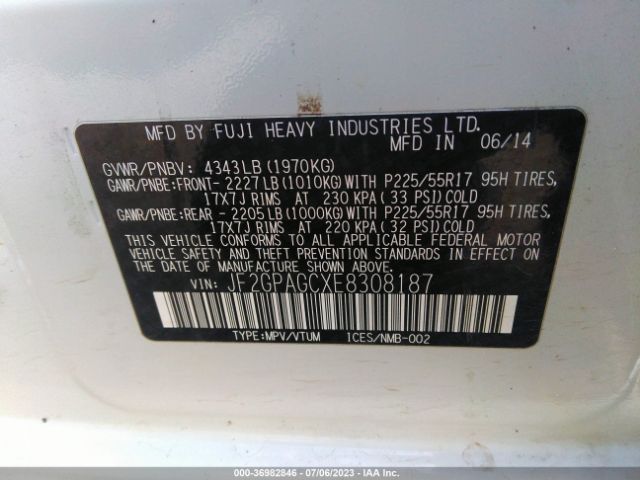 MFD BY FUJI HEAVY INDUSTRIES LTD.
MFD IN 06/14
GVWR/PNBV: 4343LB(1970KG)
GAWR/PNBE:FRONT- 2227LB(1010KG)WITH P225/55R17 95H TIRES,
17X7J RIMS AT 230 KPA(33 PSI)COLD
GAWR/PNBE:REAR - 2205LB(1000KG)WITH P225/55R17 95H TIRES,
17X7J RIMS AT 220 KPA(32 PSI)COLD
THIS VEHICLE CONFORMS TO ALL APPLICABLE FEDERAL MOTOR
VEHICLE SAFETY AND THEFT PREVENTION STANDARDS IN EFFECT
ON THE DATE OF MANUFACTURE SHOWN ABOVE.
VIN: JF2GPAGCXE8308187
TYPE:MPV/VTUM ICES/NMB-002
000-36982846 - 07/06/2023 - IAA Inc.